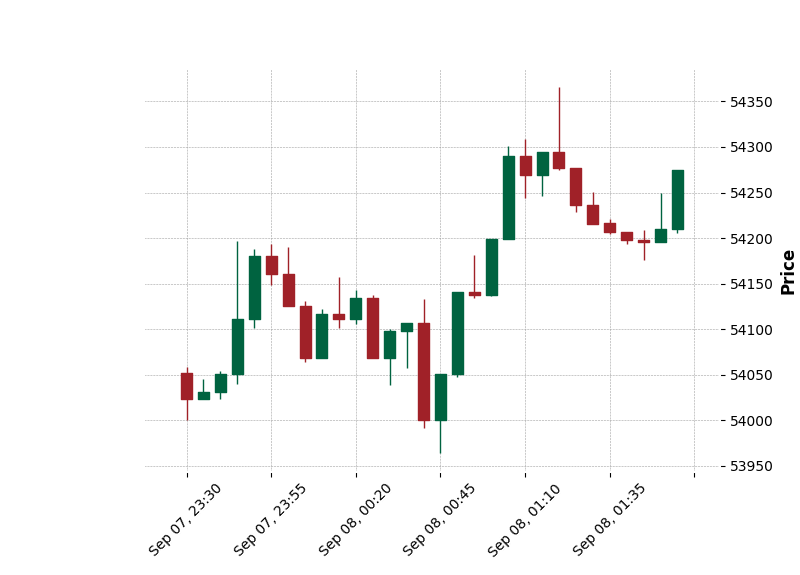 54350
54300
54250
54200
54150
54100
54050
54000
53950
Price
Sep 07, 23:30
Sep 07, 23:55
Sep 08, 00:20
Sep 08, 00:45
Sep 08, 01:10
Sep 08, 01:35